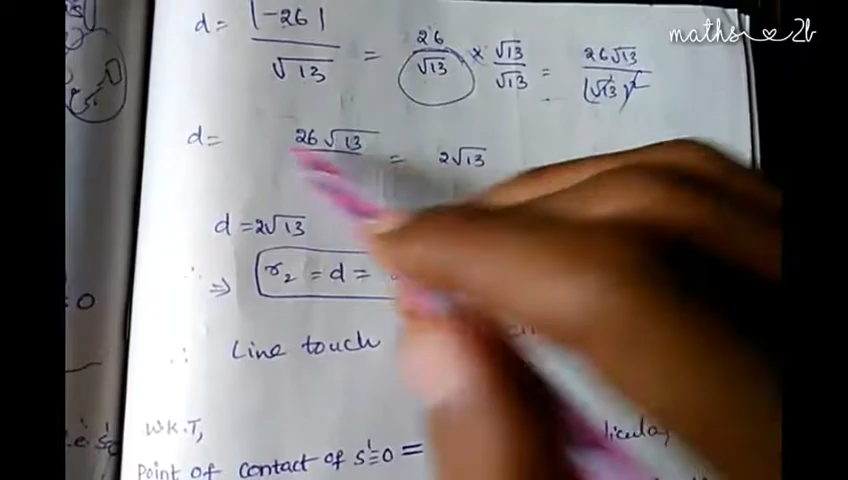 maths 2b
d = |-26| / √13 = 26/√13 × √13/√13 = 26√13/(√13)²
d = 26√13 = 2√13
d = 2√13
∴ ⇒ r₂ = d =
∴ Line touch
W.K.T,
Point of contact of s'=0 =